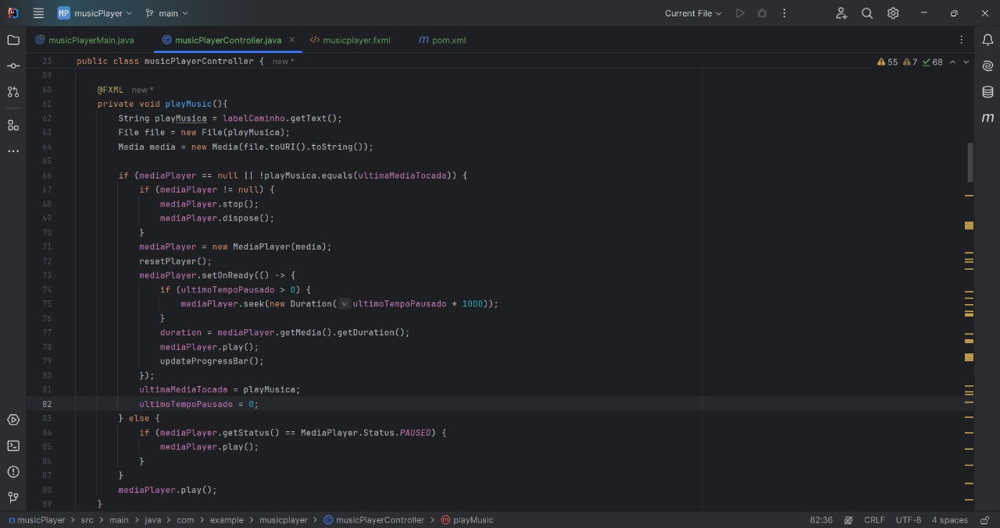 MP musicPlayer main Current File
musicPlayerMain.java musicPlayerController.java musicplayer.fxml pom.xml
23 public class musicPlayerController { new *
55 7 68
59
60 @FXML new *
61 private void playMusic(){
62 String playMusica = labelCaminho.getText();
63 File file = new File(playMusica);
64 Media media = new Media(file.toURI().toString());
65
66 if (mediaPlayer == null || !playMusica.equals(ultimaMediaTocada)) {
67 if (mediaPlayer != null) {
68 mediaPlayer.stop();
69 mediaPlayer.dispose();
70 }
71 mediaPlayer = new MediaPlayer(media);
72 resetPlayer();
73 mediaPlayer.setOnReady(() -> {
74 if (ultimoTempoPausado > 0) {
75 mediaPlayer.seek(new Duration( v: ultimoTempoPausado * 1000));
76 }
77 duration = mediaPlayer.getMedia().getDuration();
78 mediaPlayer.play();
79 updateProgressBar();
80 });
81 ultimaMediaTocada = playMusica;
82 ultimoTempoPausado = 0;
83 } else {
84 if (mediaPlayer.getStatus() == MediaPlayer.Status.PAUSED) {
85 mediaPlayer.play();
86 }
87 }
88 mediaPlayer.play();
89 }
musicPlayer > src > main > java > com > example > musicplayer > musicPlayerController > playMusic 82:36 CRLF UTF-8 4 spaces